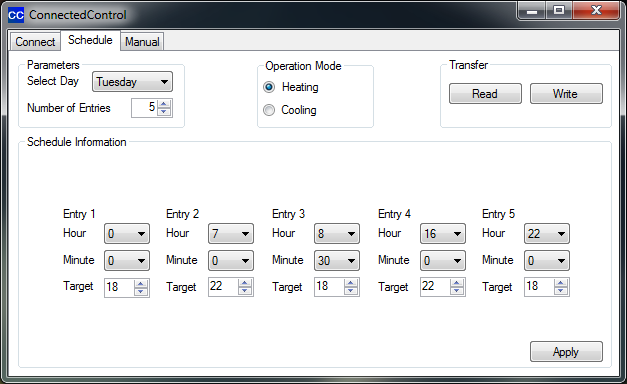 CC ConnectedControl
Connect Schedule Manual
Parameters
Select Day Tuesday
Number of Entries 5
Operation Mode
Heating
Cooling
Transfer
Read Write
Schedule Information
Entry 1 Entry 2 Entry 3 Entry 4 Entry 5
Hour 0 Hour 7 Hour 8 Hour 16 Hour 22
Minute 0 Minute 0 Minute 30 Minute 0 Minute 0
Target 18 Target 22 Target 18 Target 22 Target 18
Apply